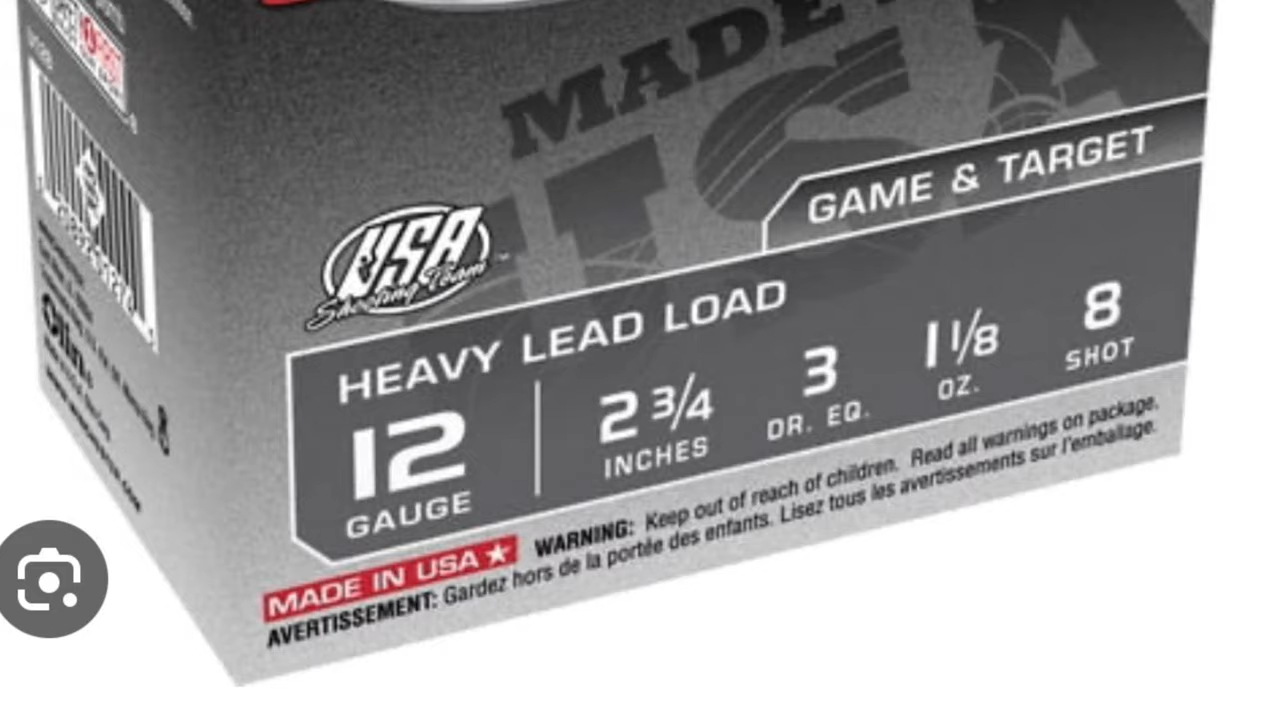 MADE
USA
GAME & TARGET
USA
Shooting Team
HEAVY LEAD LOAD
12
GAUGE
2 3/4
INCHES
3
DR. EQ.
1 1/8
OZ.
8
SHOT
MADE IN USA ★ WARNING: Keep out of reach of children. Read all warnings on package.
AVERTISSEMENT: Gardez hors de la portée des enfants. Lisez tous les avertissements sur l'emballage.
Olin